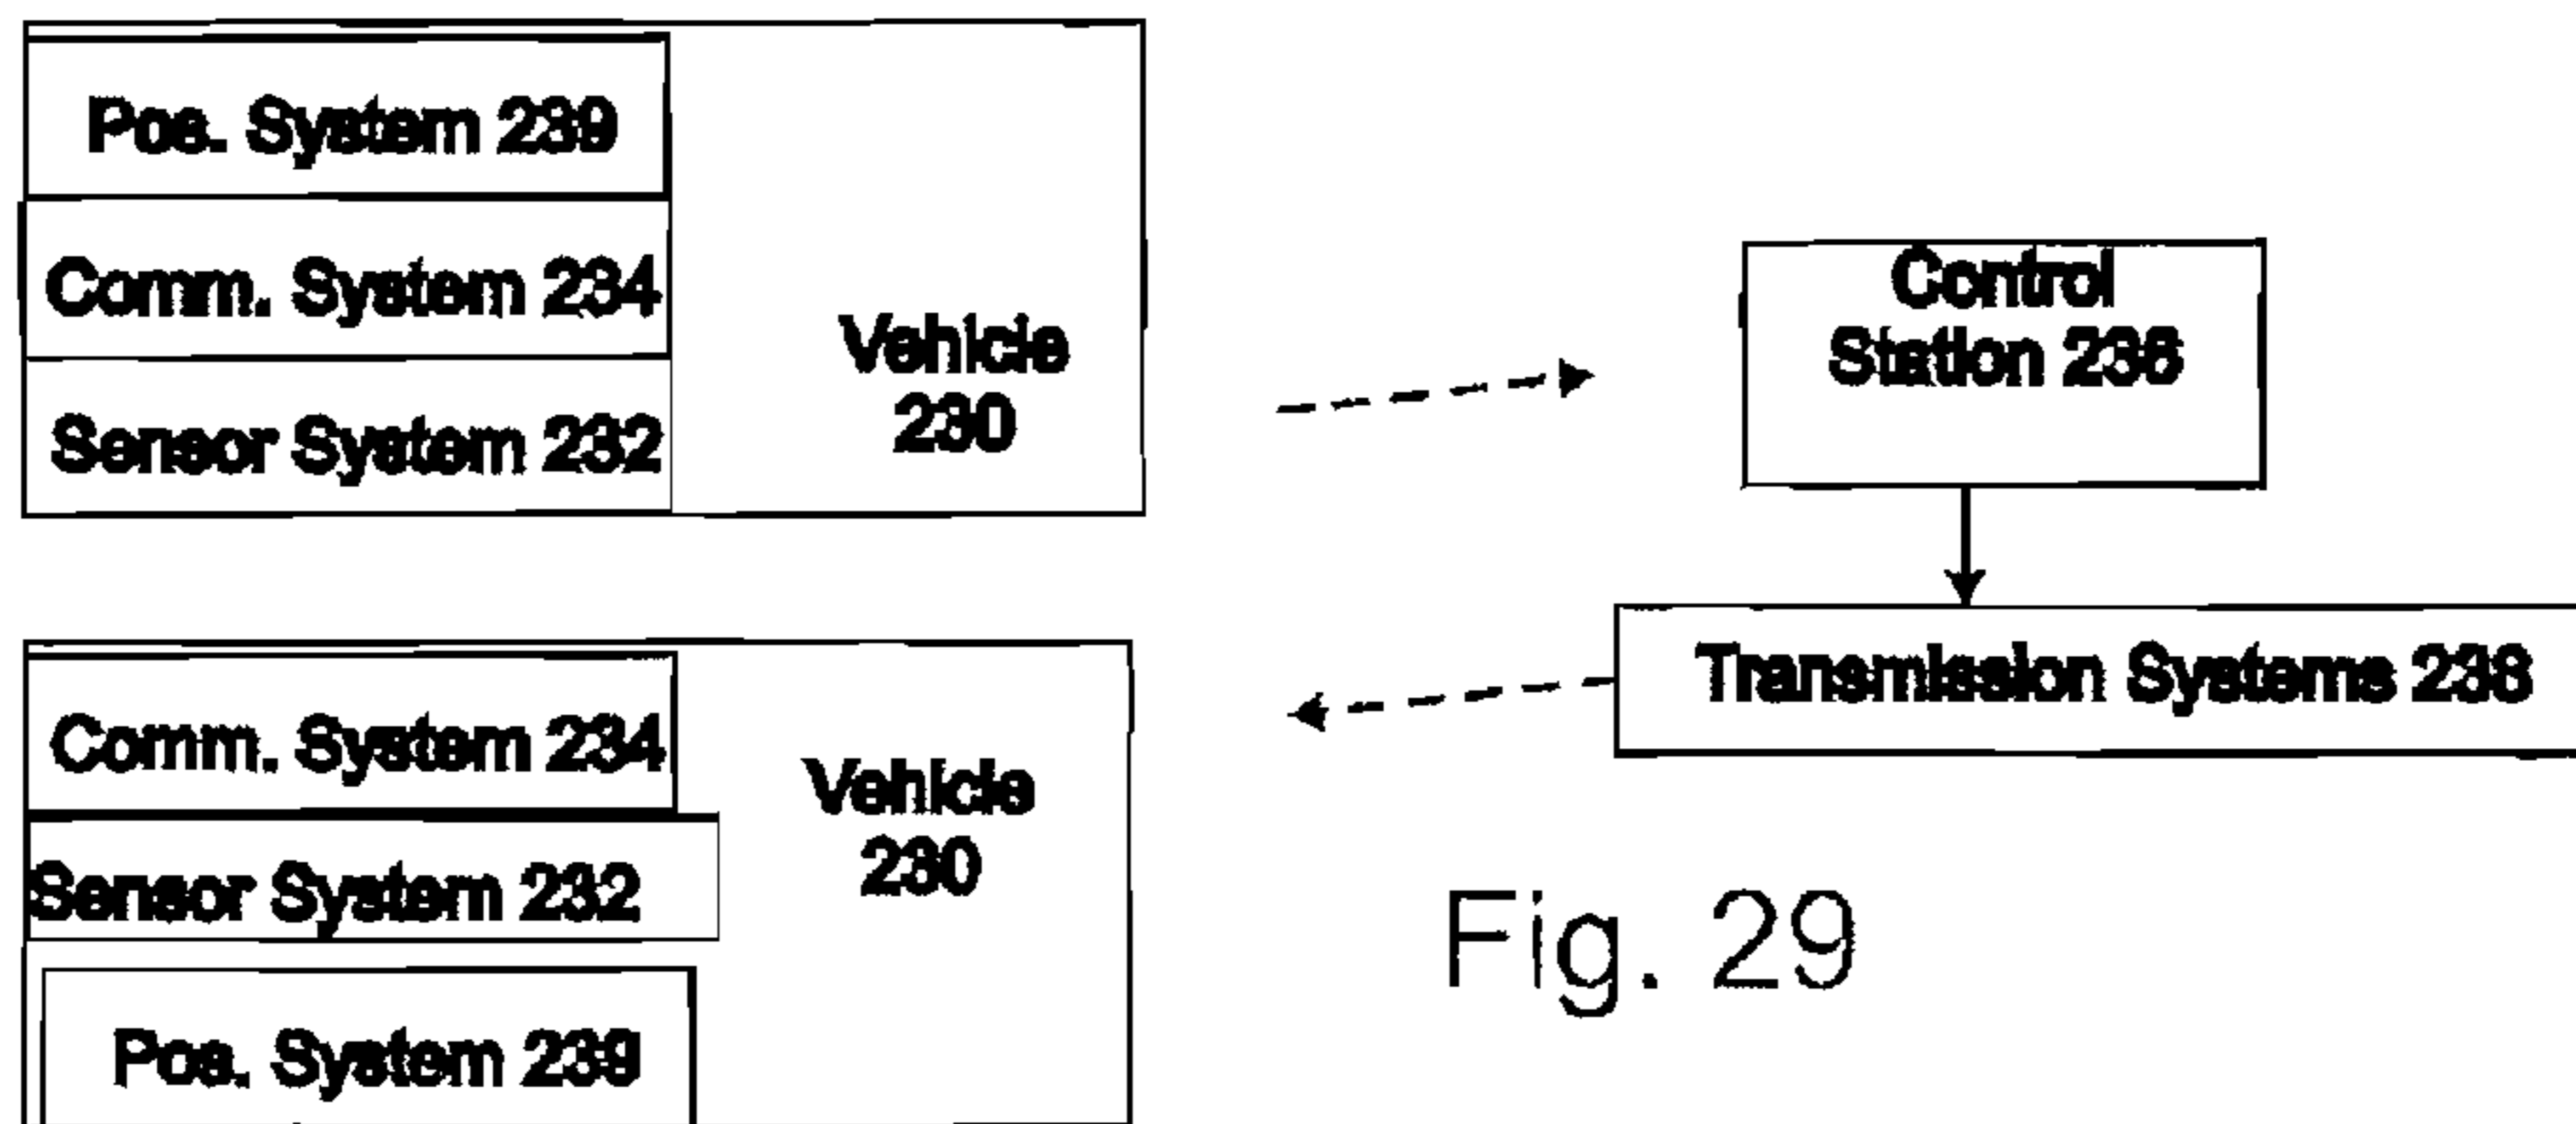 Pos. System 239
Comm. System 234
Sensor System 232
Vehicle
230
Control
Station 236
Transmission Systems 238
Comm. System 234
Sensor System 232
Pos. System 239
Vehicle
230
Fig. 29